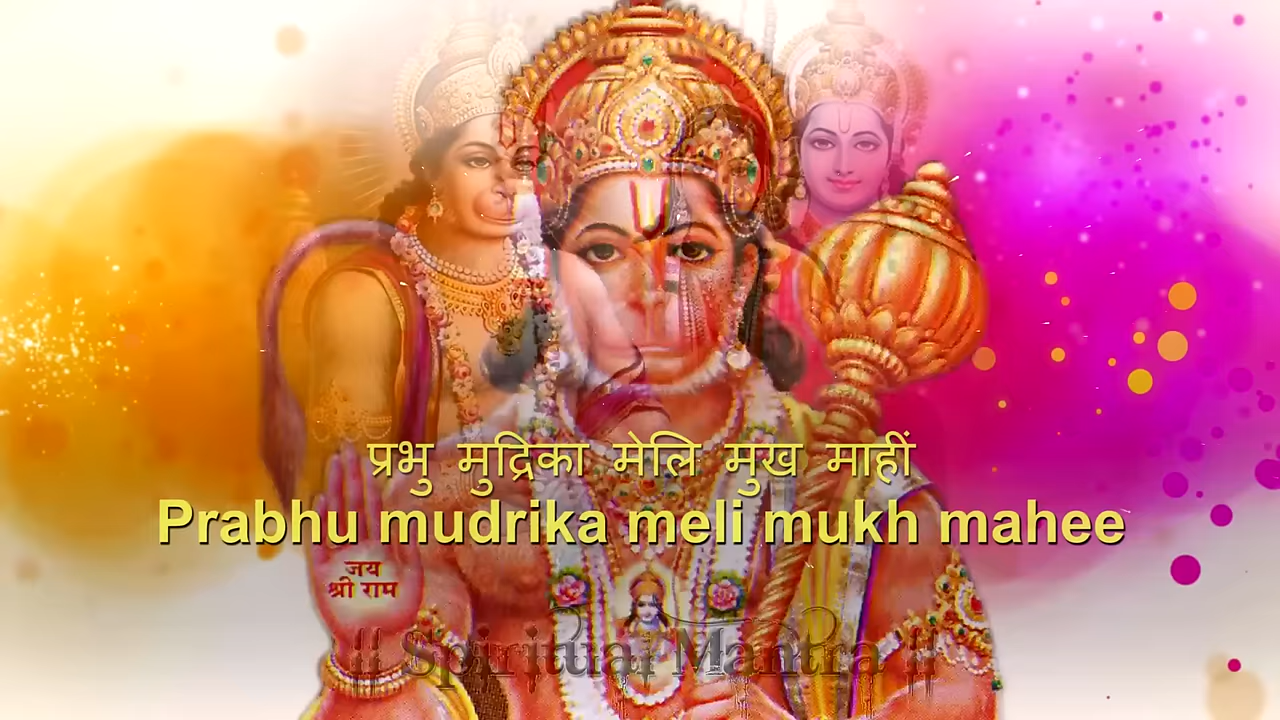 प्रभु मुद्रिका मेलि मुख माहीं
Prabhu mudrika meli mukh mahee
जय
श्री राम
|| Spiritual Mantra ||